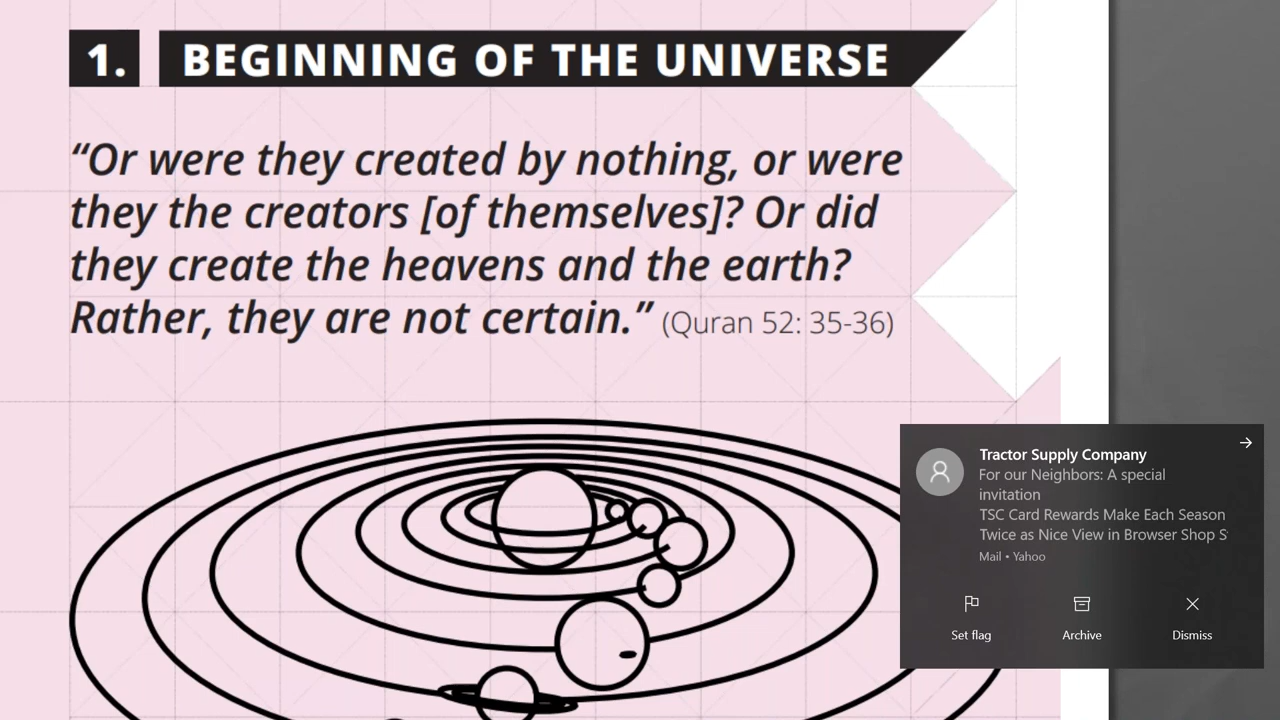 1. BEGINNING OF THE UNIVERSE
“Or were they created by nothing, or were
they the creators [of themselves]? Or did
they create the heavens and the earth?
Rather, they are not certain.” (Quran 52: 35-36)
Tractor Supply Company
For our Neighbors: A special
invitation
TSC Card Rewards Make Each Season
Twice as Nice View in Browser Shop S
Mail • Yahoo
Set flag
Archive
Dismiss